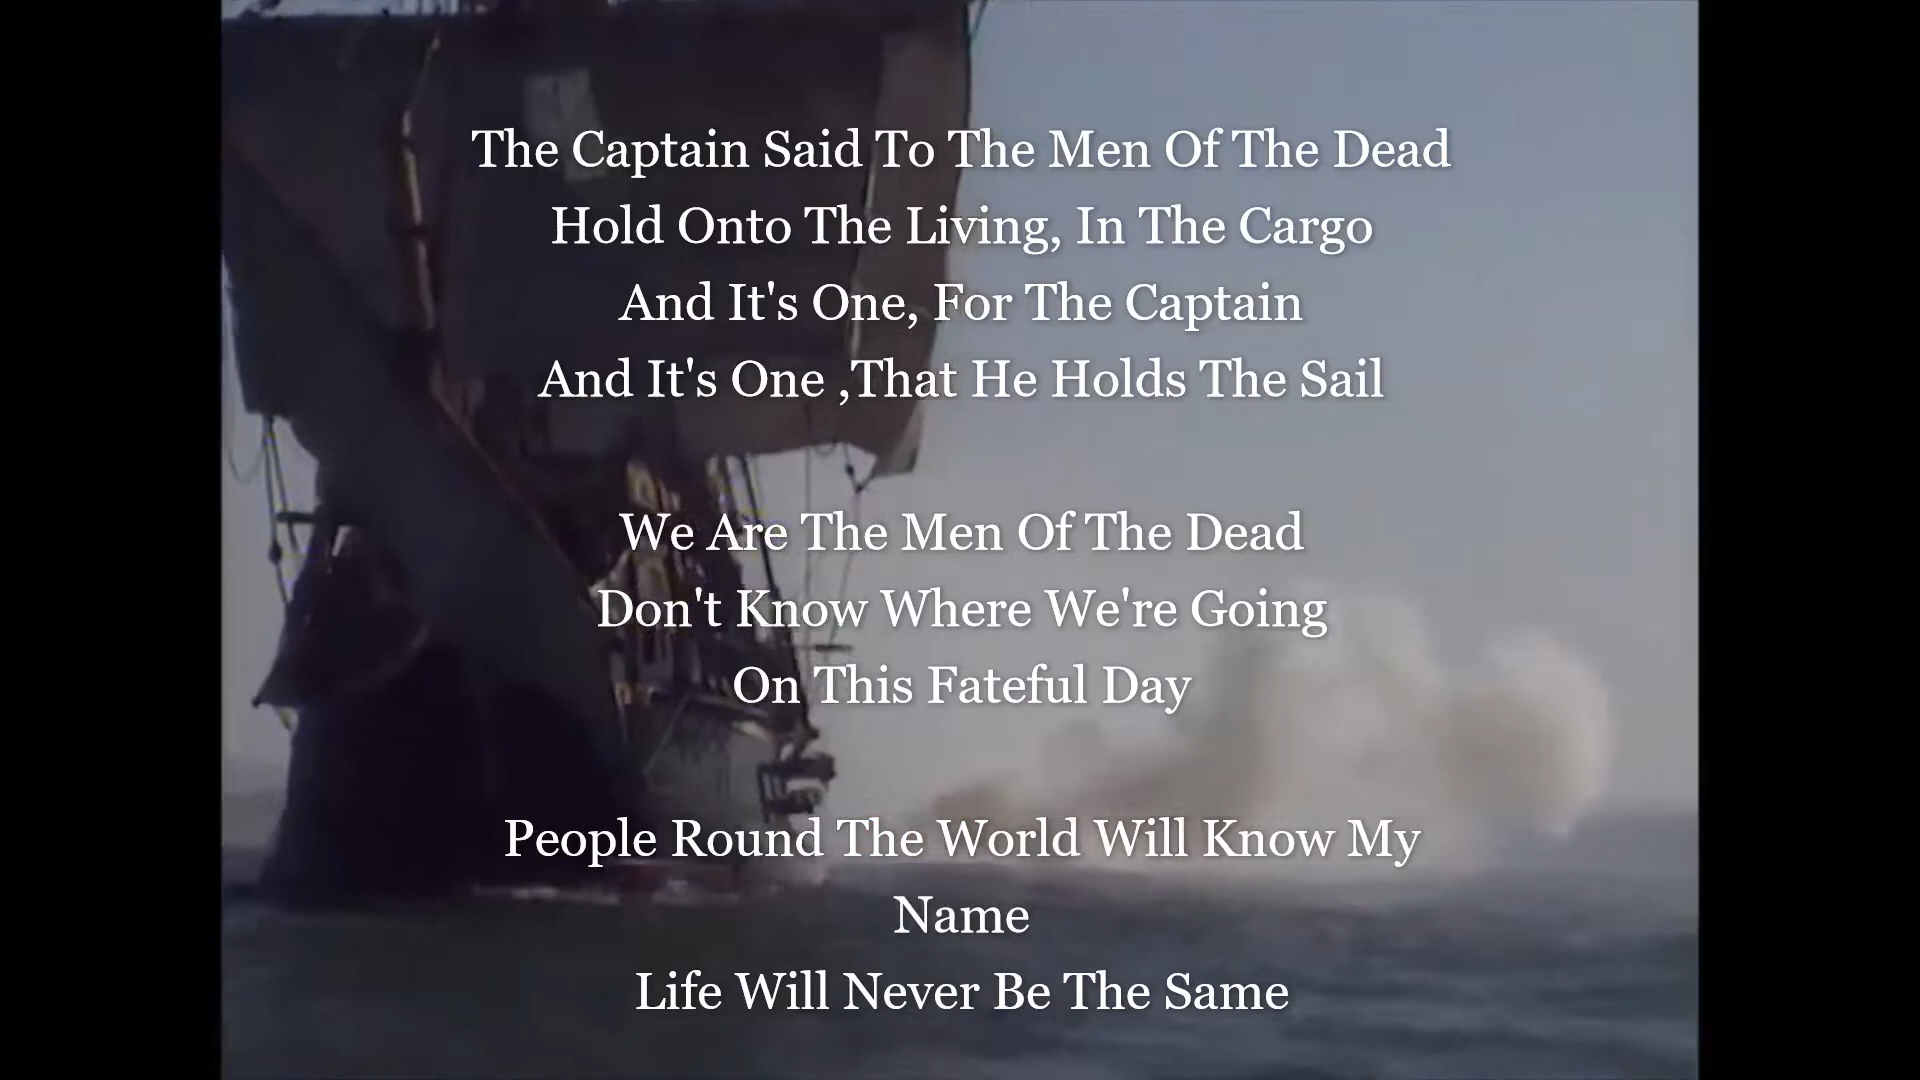 The Captain Said To The Men Of The Dead
Hold Onto The Living, In The Cargo
And It's One, For The Captain
And It's One ,That He Holds The Sail
We Are The Men Of The Dead
Don't Know Where We're Going
On This Fateful Day
People Round The World Will Know My
Name
Life Will Never Be The Same